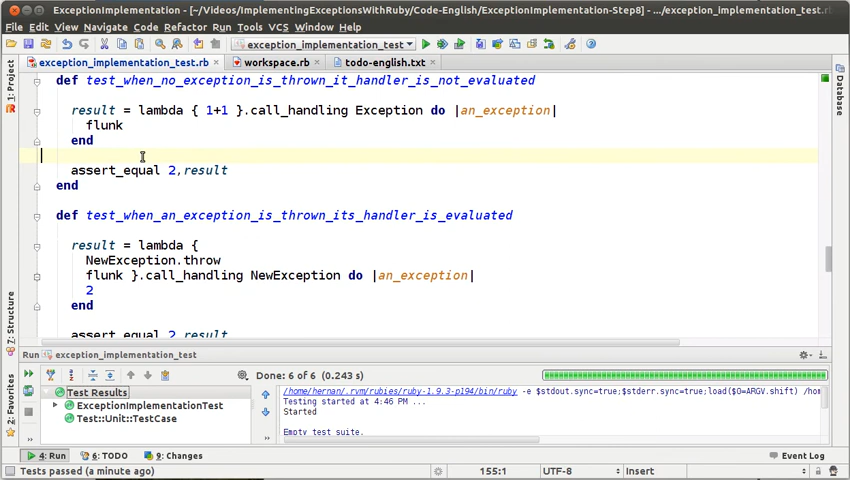 ExceptionImplementation - [~/Videos/ImplementingExceptionsWithRuby/Code-English/ExceptionImplementation-Step8] - .../exception_implementation_test.rb
File Edit View Navigate Code Refactor Run Tools VCS Window Help
exception_implementation_test
exception_implementation_test.rb workspace.rb todo-english.txt
def test_when_no_exception_is_thrown_it_handler_is_not_evaluated
result = lambda { 1+1 }.call_handling Exception do |an_exception|
flunk
end
assert_equal 2,result
end
def test_when_an_exception_is_thrown_its_handler_is_evaluated
result = lambda {
NewException.throw
flunk }.call_handling NewException do |an_exception|
2
end
assert_equal 2,result
1: Project
7: Structure
2: Favorites
Database
Run exception_implementation_test
Done: 6 of 6 (0.243 s)
Test Results
ExceptionImplementationTest
Test::Unit::TestCase
/home/hernan/.rvm/rubies/ruby-1.9.3-p194/bin/ruby -e $stdout.sync=true;$stderr.sync=true;load($0=ARGV.shift) /hom
Testing started at 4:46 PM ...
Started
Empty test suite.
4: Run 6: TODO 9: Changes Event Log
Tests passed (a minute ago) 155:1 UTF-8 Insert